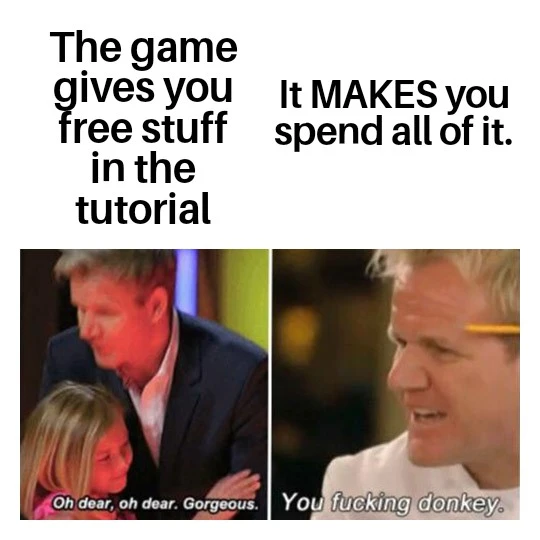 The game
gives you
free stuff
in the
tutorial
It MAKES you
spend all of it.
Oh dear, oh dear. Gorgeous.
You fucking donkey.